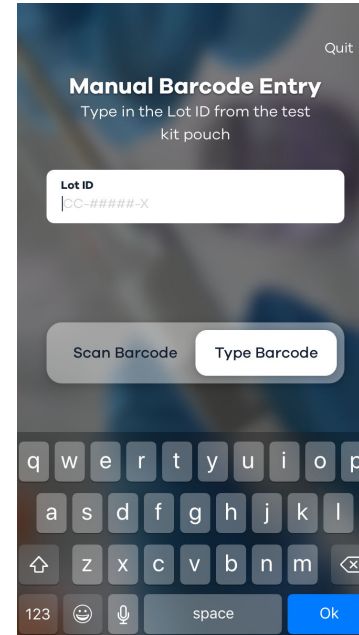 Quit
Manual Barcode Entry
Type in the Lot ID from the test
kit pouch
Lot ID
CC-#####-X
Scan Barcode Type Barcode
q w e r t y u i o p
a s d f g h j k l
z x c v b n m
123 space Ok